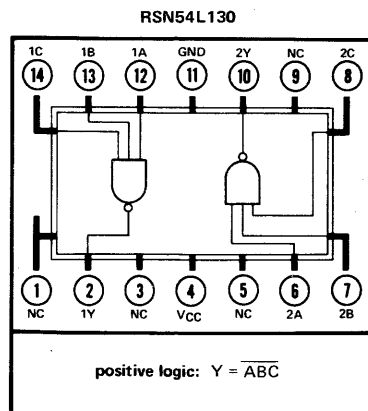 RSN54L130
1C 1B 1A GND 2Y NC 2C
14 13 12 11 10 9 8
1 2 3 4 5 6 7
NC 1Y NC VCC NC 2A 2B
positive logic: Y = \overline{ABC}